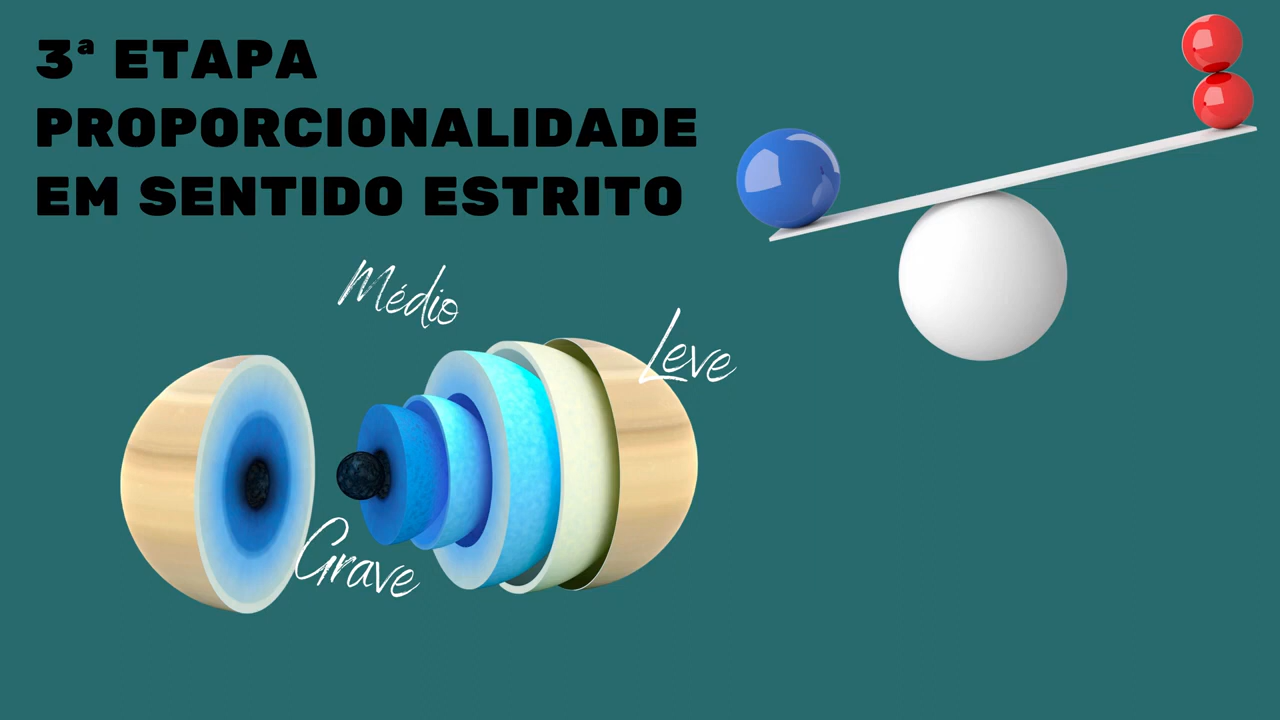 3ª ETAPA
PROPORCIONALIDADE
EM SENTIDO ESTRITO
Médio
Leve
Grave